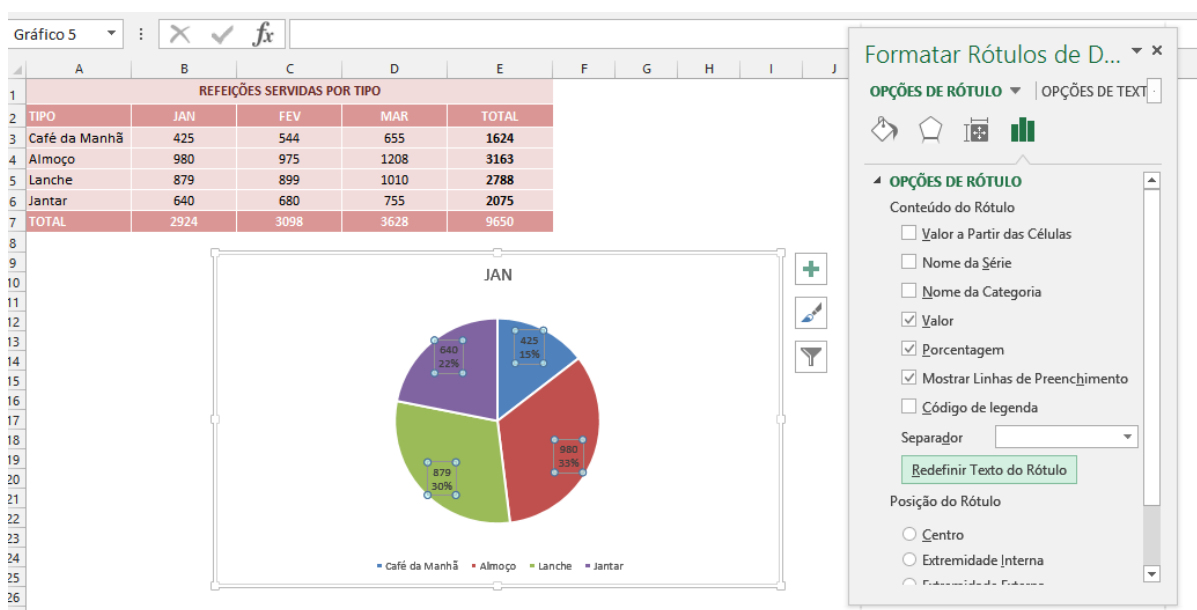 Gráfico 5
fx
A B C D E F G H I J
1 REFEIÇÕES SERVIDAS POR TIPO
2 TIPO JAN FEV MAR TOTAL
3 Café da Manhã 425 544 655 1624
4 Almoço 980 975 1208 3163
5 Lanche 879 899 1010 2788
6 Jantar 640 680 755 2075
7 TOTAL 2924 3098 3628 9650
8
9
10
11
12
13
14
15
16
17
18
19
20
21
22
23
24
25
26
JAN
425
15%
640
22%
980
33%
879
30%
Café da Manhã Almoço Lanche Jantar
Formatar Rótulos de D...
OPÇÕES DE RÓTULO OPÇÕES DE TEXT
OPÇÕES DE RÓTULO
Conteúdo do Rótulo
Valor a Partir das Células
Nome da Série
Nome da Categoria
Valor
Porcentagem
Mostrar Linhas de Preenchimento
Código de legenda
Separador
Redefinir Texto do Rótulo
Posição do Rótulo
Centro
Extremidade Interna